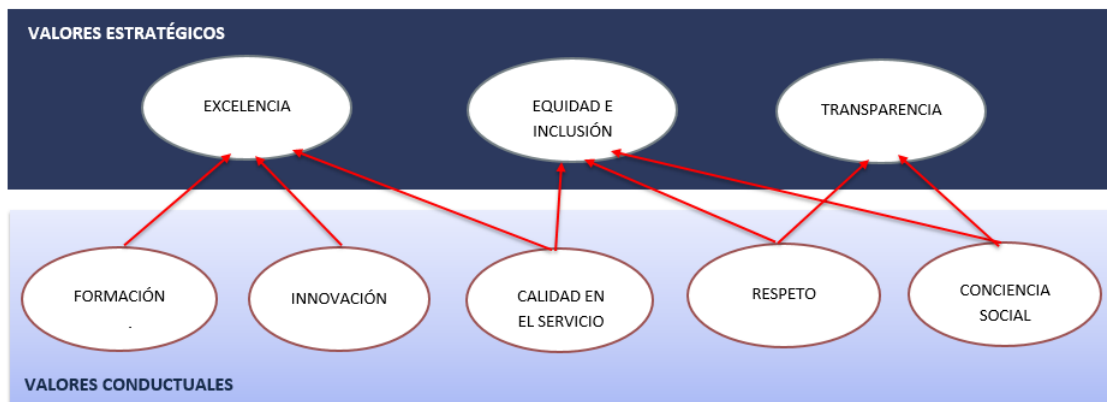 VALORES ESTRATÉGICOS
EXCELENCIA
EQUIDAD E
INCLUSIÓN
TRANSPARENCIA
FORMACIÓN
.
INNOVACIÓN
CALIDAD EN
EL SERVICIO
RESPETO
CONCIENCIA
SOCIAL
VALORES CONDUCTUALES